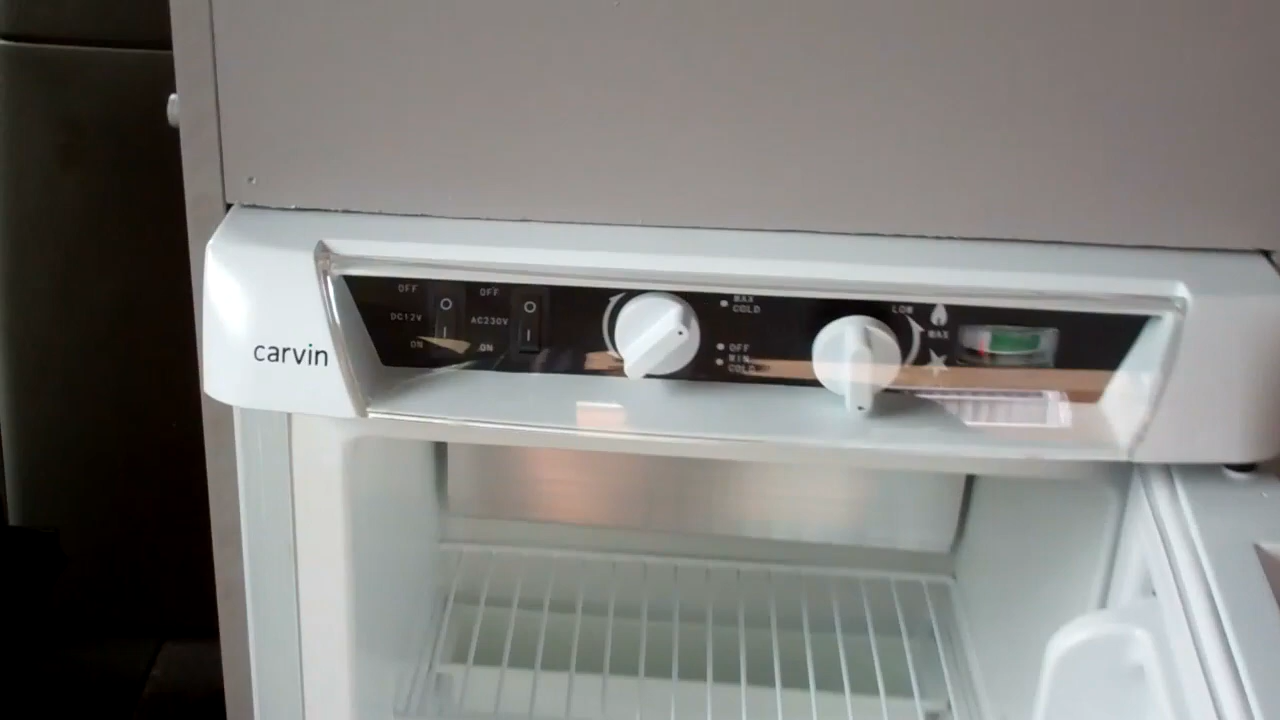 carvin
OFF
DC12V
ON
OFF
AC230V
ON
MAX
COLD
OFF
MIN
COLD
LOW
MAX